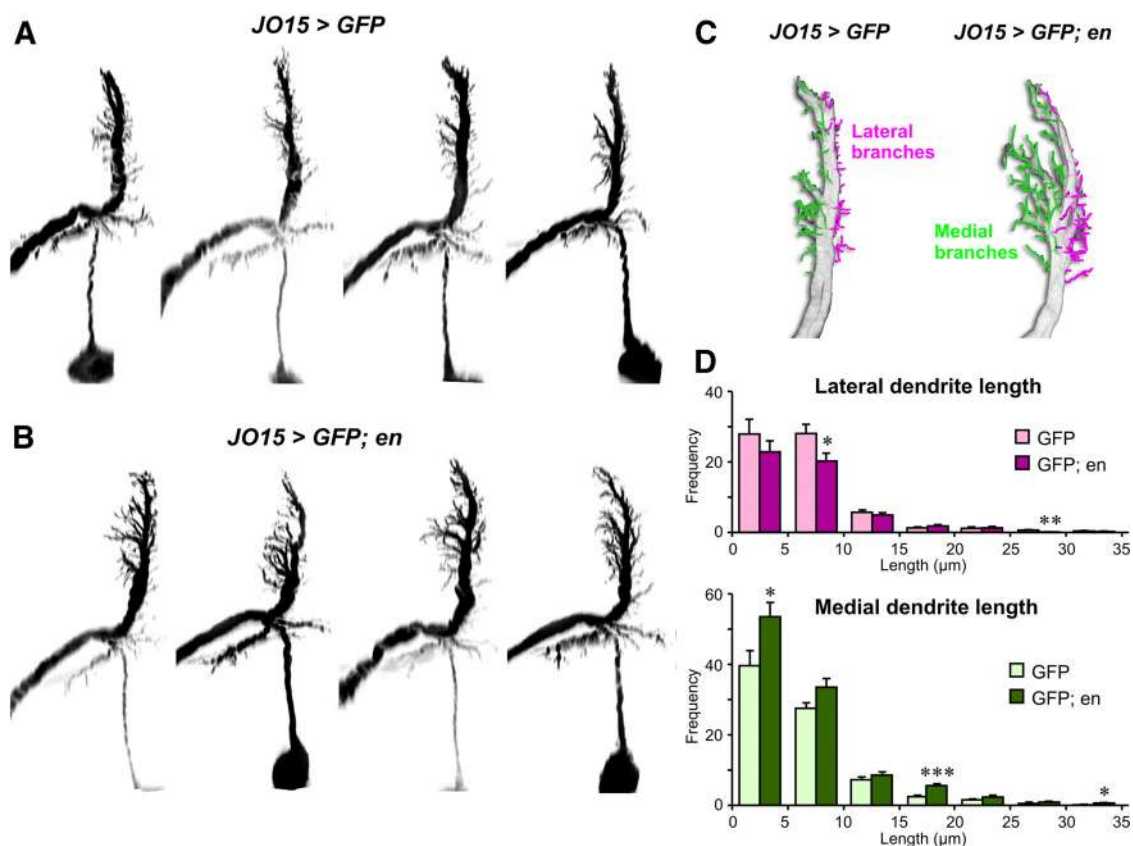 A
JO15 > GFP
B
JO15 > GFP; en
C
JO15 > GFP
JO15 > GFP; en
Lateral
branches
Medial
branches
D
Lateral dendrite length
GFP
GFP; en
Frequency
40
20
0
*
**
0 5 10 15 20 25 30 35
Length (µm)
Medial dendrite length
GFP
GFP; en
Frequency
60
40
20
0
*
***
*
0 5 10 15 20 25 30 35
Length (µm)